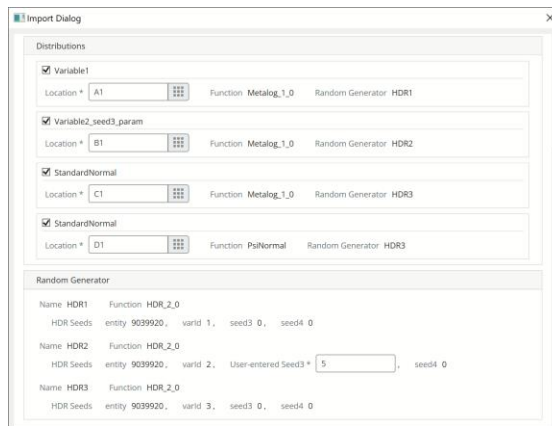 Import Dialog
Distributions
Variable1
Location * A1 Function Metalog_1_0 Random Generator HDR1
Variable2_seed3_param
Location * B1 Function Metalog_1_0 Random Generator HDR2
StandardNormal
Location * C1 Function Metalog_1_0 Random Generator HDR3
StandardNormal
Location * D1 Function PsiNormal Random Generator HDR3
Random Generator
Name HDR1 Function HDR_2_0
HDR Seeds entity 9039920 , varId 1 , seed3 0 , seed4 0
Name HDR2 Function HDR_2_0
HDR Seeds entity 9039920 , varId 2 , User-entered Seed3 * 5 , seed4 0
Name HDR3 Function HDR_2_0
HDR Seeds entity 9039920 , varId 3 , seed3 0 , seed4 0